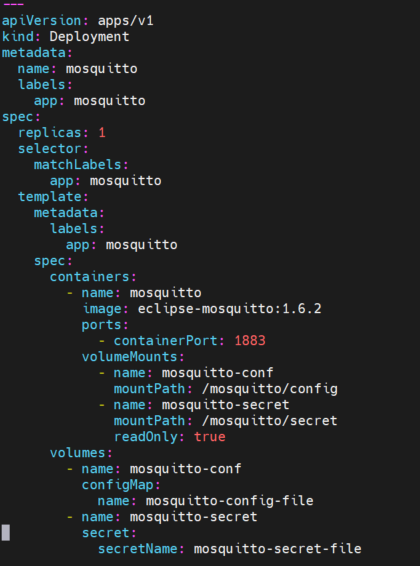 ---
apiVersion: apps/v1
kind: Deployment
metadata:
  name: mosquitto
  labels:
    app: mosquitto
spec:
  replicas: 1
  selector:
    matchLabels:
      app: mosquitto
  template:
    metadata:
      labels:
        app: mosquitto
    spec:
      containers:
        - name: mosquitto
          image: eclipse-mosquitto:1.6.2
          ports:
            - containerPort: 1883
          volumeMounts:
            - name: mosquitto-conf
              mountPath: /mosquitto/config
            - name: mosquitto-secret
              mountPath: /mosquitto/secret
              readOnly: true
      volumes:
        - name: mosquitto-conf
          configMap:
            name: mosquitto-config-file
        - name: mosquitto-secret
          secret:
            secretName: mosquitto-secret-file